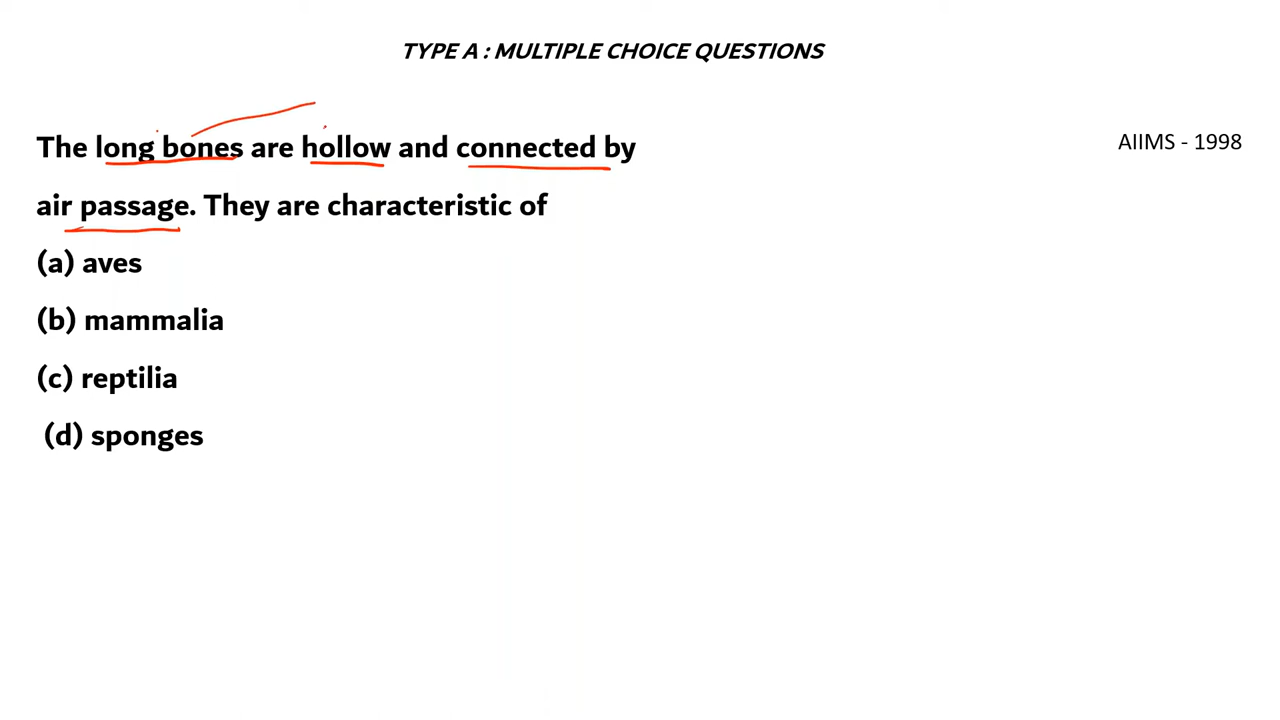 TYPE A : MULTIPLE CHOICE QUESTIONS
The long bones are hollow and connected by
AIIMS - 1998
air passage. They are characteristic of
(a) aves
(b) mammalia
(c) reptilia
(d) sponges